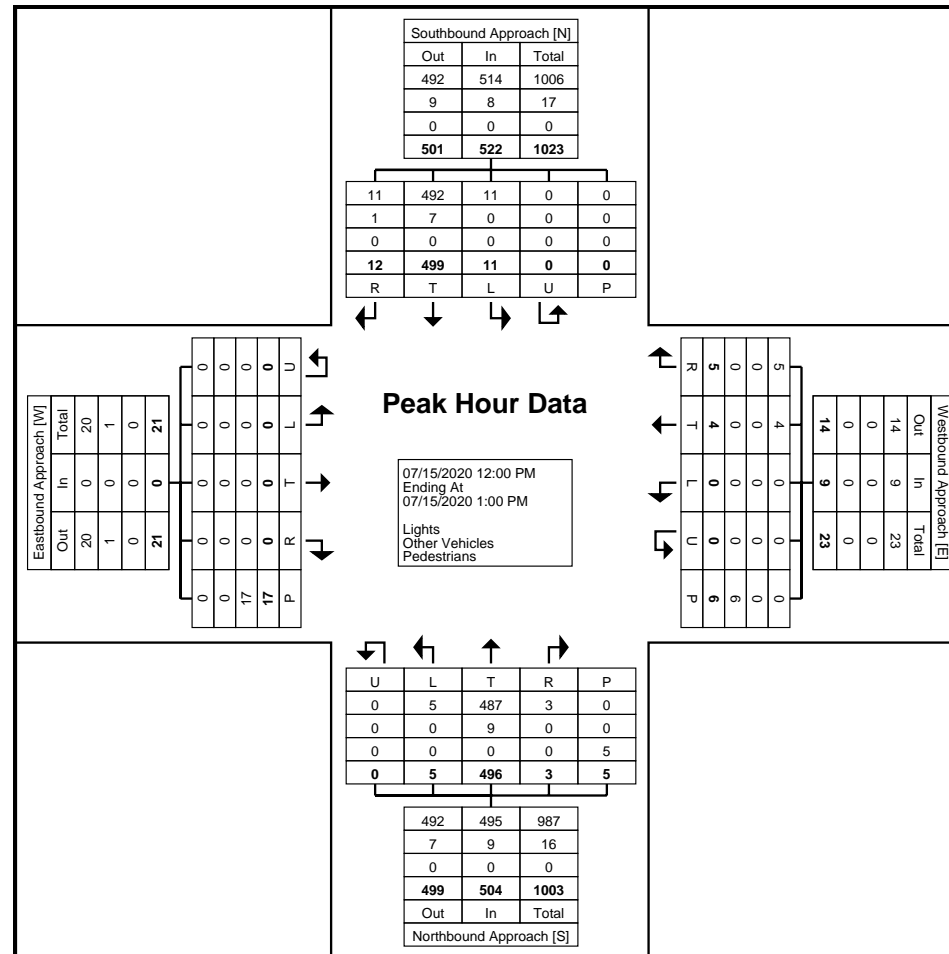 Southbound Approach [N]
Out In Total
492 514 1006
9 8 17
0 0 0
501 522 1023
11 492 11 0 0
1 7 0 0 0
0 0 0 0 0
12 499 11 0 0
R T L U P
Eastbound Approach [W]
Out In Total
20 0 20
1 0 1
0 0 0
21 0 21
0 0 0 0 0
0 0 0 0 0
0 0 0 0 17
0 0 0 0 17
U L T R P
Peak Hour Data
07/15/2020 12:00 PM
Ending At
07/15/2020 1:00 PM
Lights
Other Vehicles
Pedestrians
Westbound Approach [E]
Out In Total
14 9 23
0 0 0
0 0 0
14 9 23
5 4 0 0 0
0 0 0 0 0
0 0 0 0 6
5 4 0 0 6
R T L U P
U L T R P
0 5 487 3 0
0 0 9 0 0
0 0 0 0 5
0 5 496 3 5
492 495 987
7 9 16
0 0 0
499 504 1003
Out In Total
Northbound Approach [S]